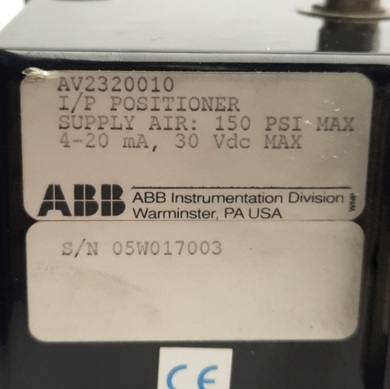 AV2320010
I/P POSITIONER
SUPPLY AIR: 150 PSI MAX
4-20 mA, 30 Vdc MAX
ABB ABB Instrumentation Division
Warminster, PA USA
S/N 05W017003
CE